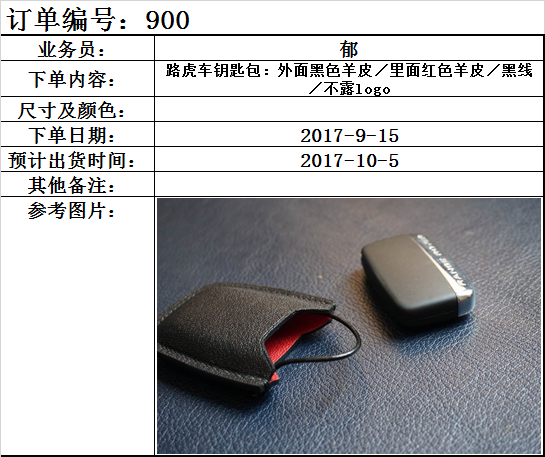 订单编号：900
业务员： 郁
下单内容： 路虎车钥匙包：外面黑色羊皮／里面红色羊皮／黑线
／不露logo
尺寸及颜色：
下单日期： 2017-9-15
预计出货时间： 2017-10-5
其他备注：
参考图片：
RANGE ROVER